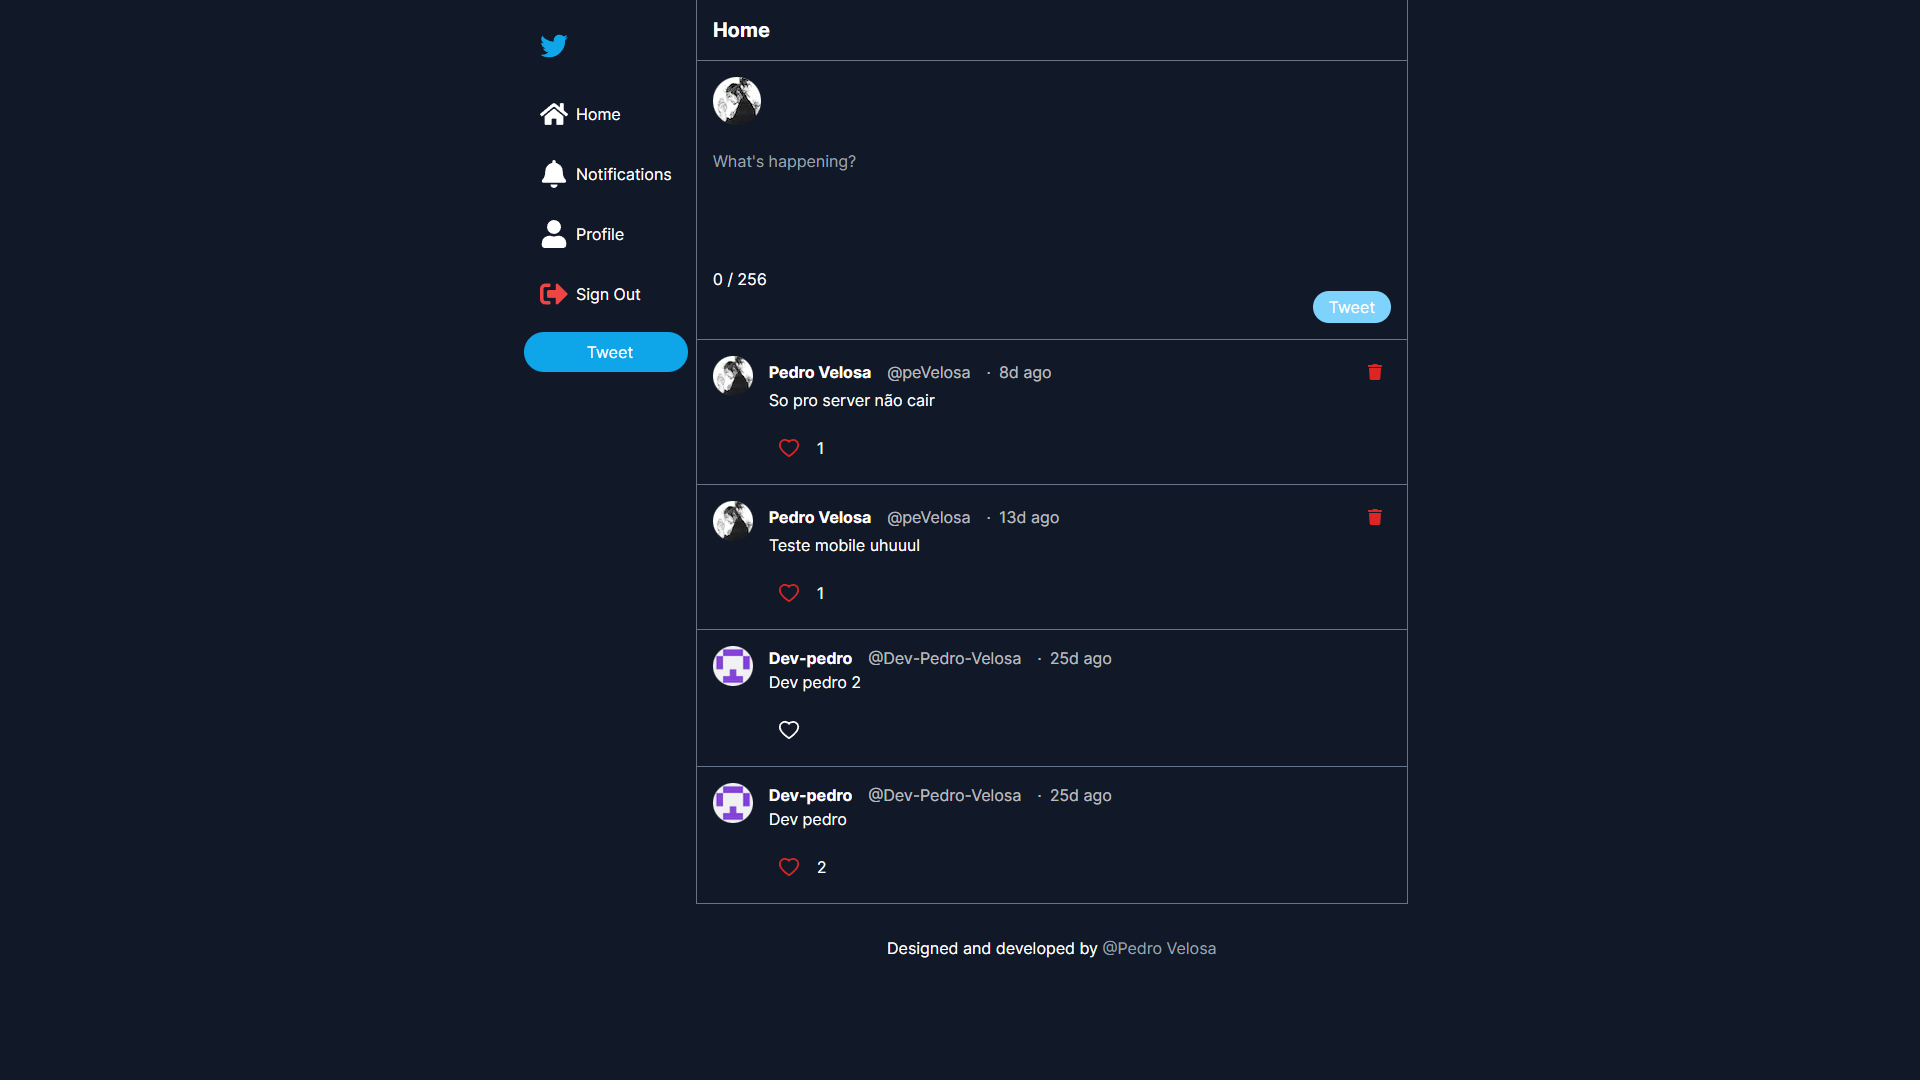 Home
Notifications
Profile
Sign Out
Tweet
Home
What's happening?
0 / 256
Tweet
Pedro Velosa @peVelosa · 8d ago
So pro server não cair
1
Pedro Velosa @peVelosa · 13d ago
Teste mobile uhuuul
1
Dev-pedro @Dev-Pedro-Velosa · 25d ago
Dev pedro 2
Dev-pedro @Dev-Pedro-Velosa · 25d ago
Dev pedro
2
Designed and developed by @Pedro Velosa